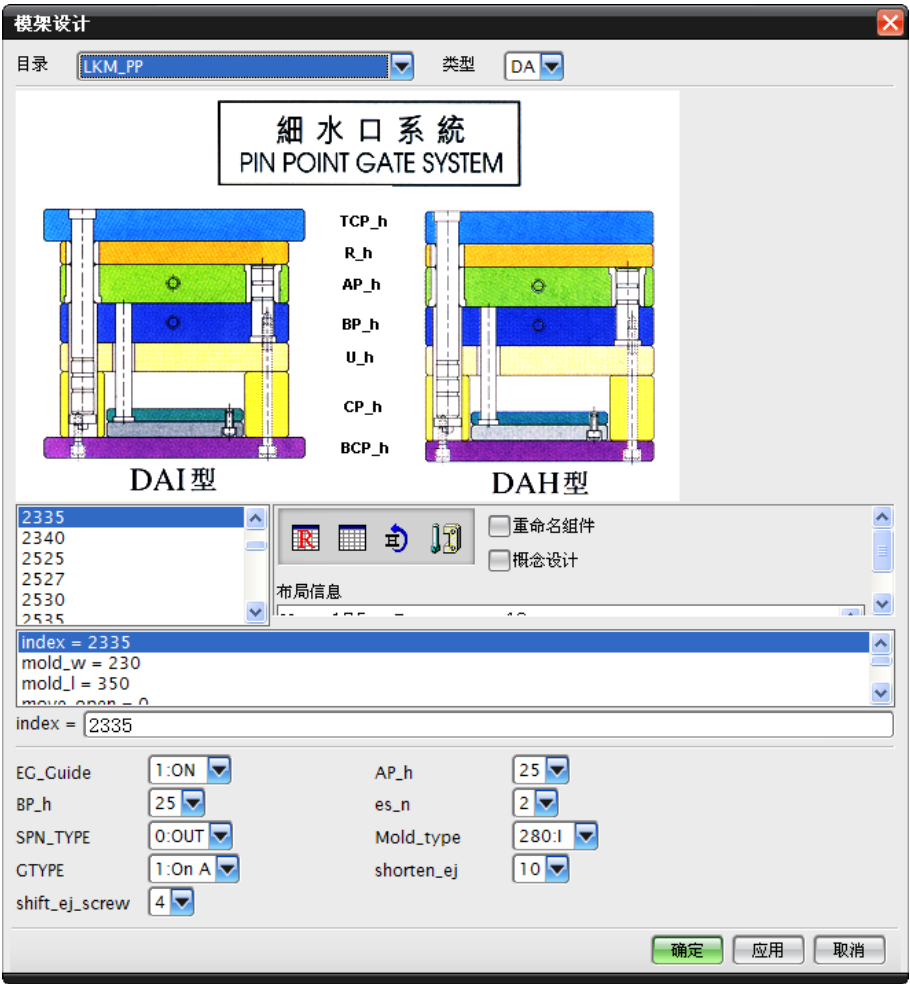 模架设计
目录 LKM_PP 类型 DA
細水口系統
PIN POINT GATE SYSTEM
TCP_h
R_h
AP_h
BP_h
U_h
CP_h
BCP_h
DAI型 DAH型
2335
2340
2525
2527
2530
2535
R
重命名组件
概念设计
布局信息
index = 2335
mold_w = 230
mold_l = 350
move_open = 0
index = 2335
EG_Guide 1:ON AP_h 25
BP_h 25 es_n 2
SPN_TYPE 0:OUT Mold_type 280:I
GTYPE 1:On A shorten_ej 10
shift_ej_screw 4
确定 应用 取消